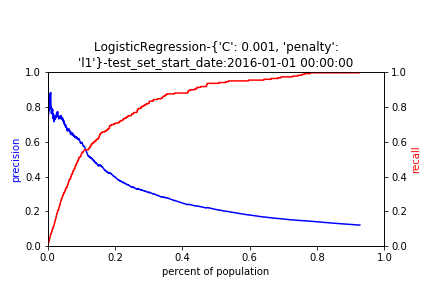 LogisticRegression-{'C': 0.001, 'penalty':
'l1'}-test_set_start_date:2016-01-01 00:00:00
1.0
0.8
0.6
0.4
0.2
0.0
precision
1.0
0.8
0.6
0.4
0.2
0.0
recall
0.0 0.2 0.4 0.6 0.8 1.0
percent of population